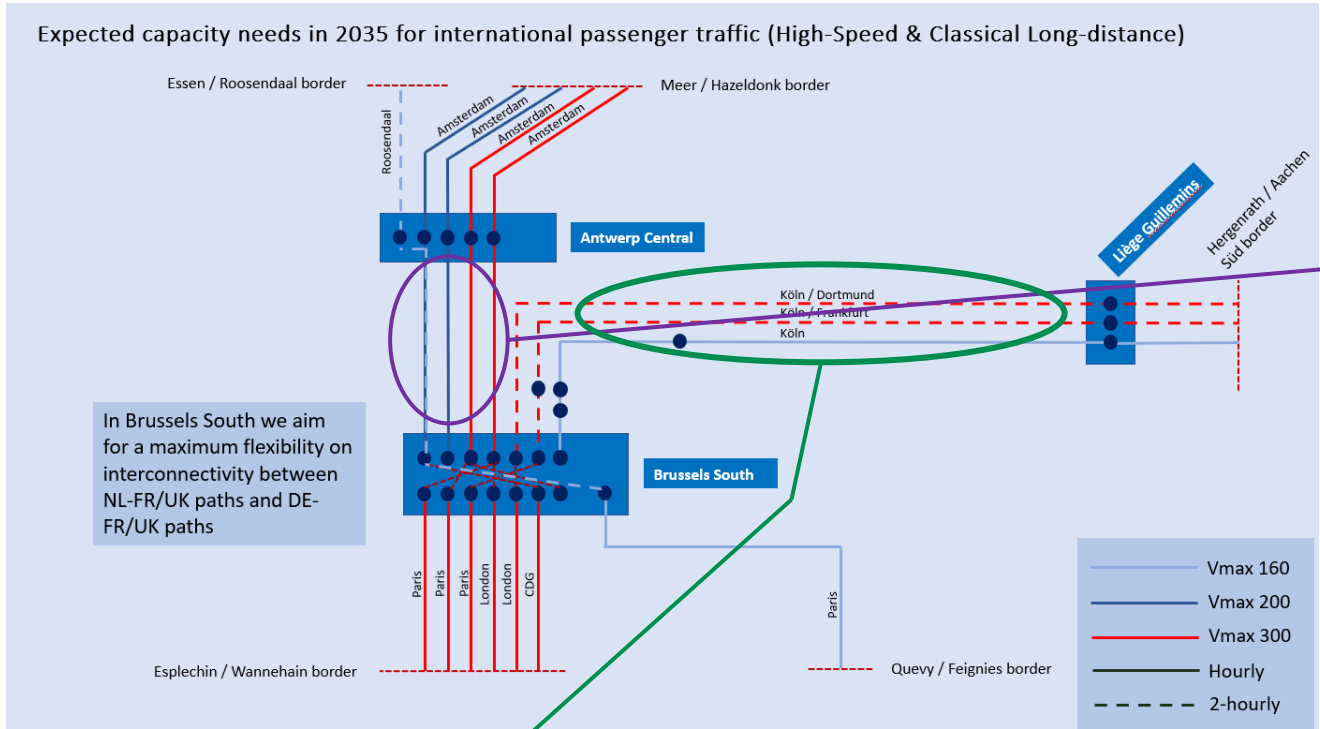 Expected capacity needs in 2035 for international passenger traffic (High-Speed & Classical Long-distance)
Essen / Roosendaal border
Meer / Hazeldonk border
Roosendaal
Amsterdam
Amsterdam
Amsterdam
Amsterdam
Antwerp Central
Liège Guillemins
Hergenrath / Aachen
Süd border
Köln / Dortmund
Köln / Frankfurt
Köln
In Brussels South we aim
for a maximum flexibility on
interconnectivity between
NL-FR/UK paths and DE-
FR/UK paths
Brussels South
Paris
Paris
Paris
London
London
CDG
Paris
Esplechin / Wannehain border
Quevy / Feignies border
Vmax 160
Vmax 200
Vmax 300
Hourly
2-hourly